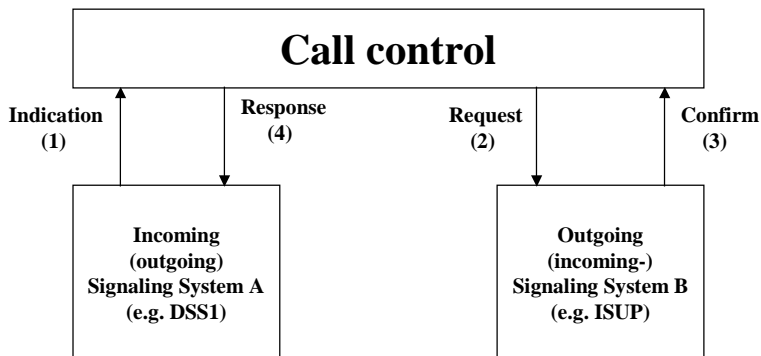 Call control
Indication
(1)
Response
(4)
Request
(2)
Confirm
(3)
Incoming
(outgoing)
Signaling System A
(e.g. DSS1)
Outgoing
(incoming-)
Signaling System B
(e.g. ISUP)